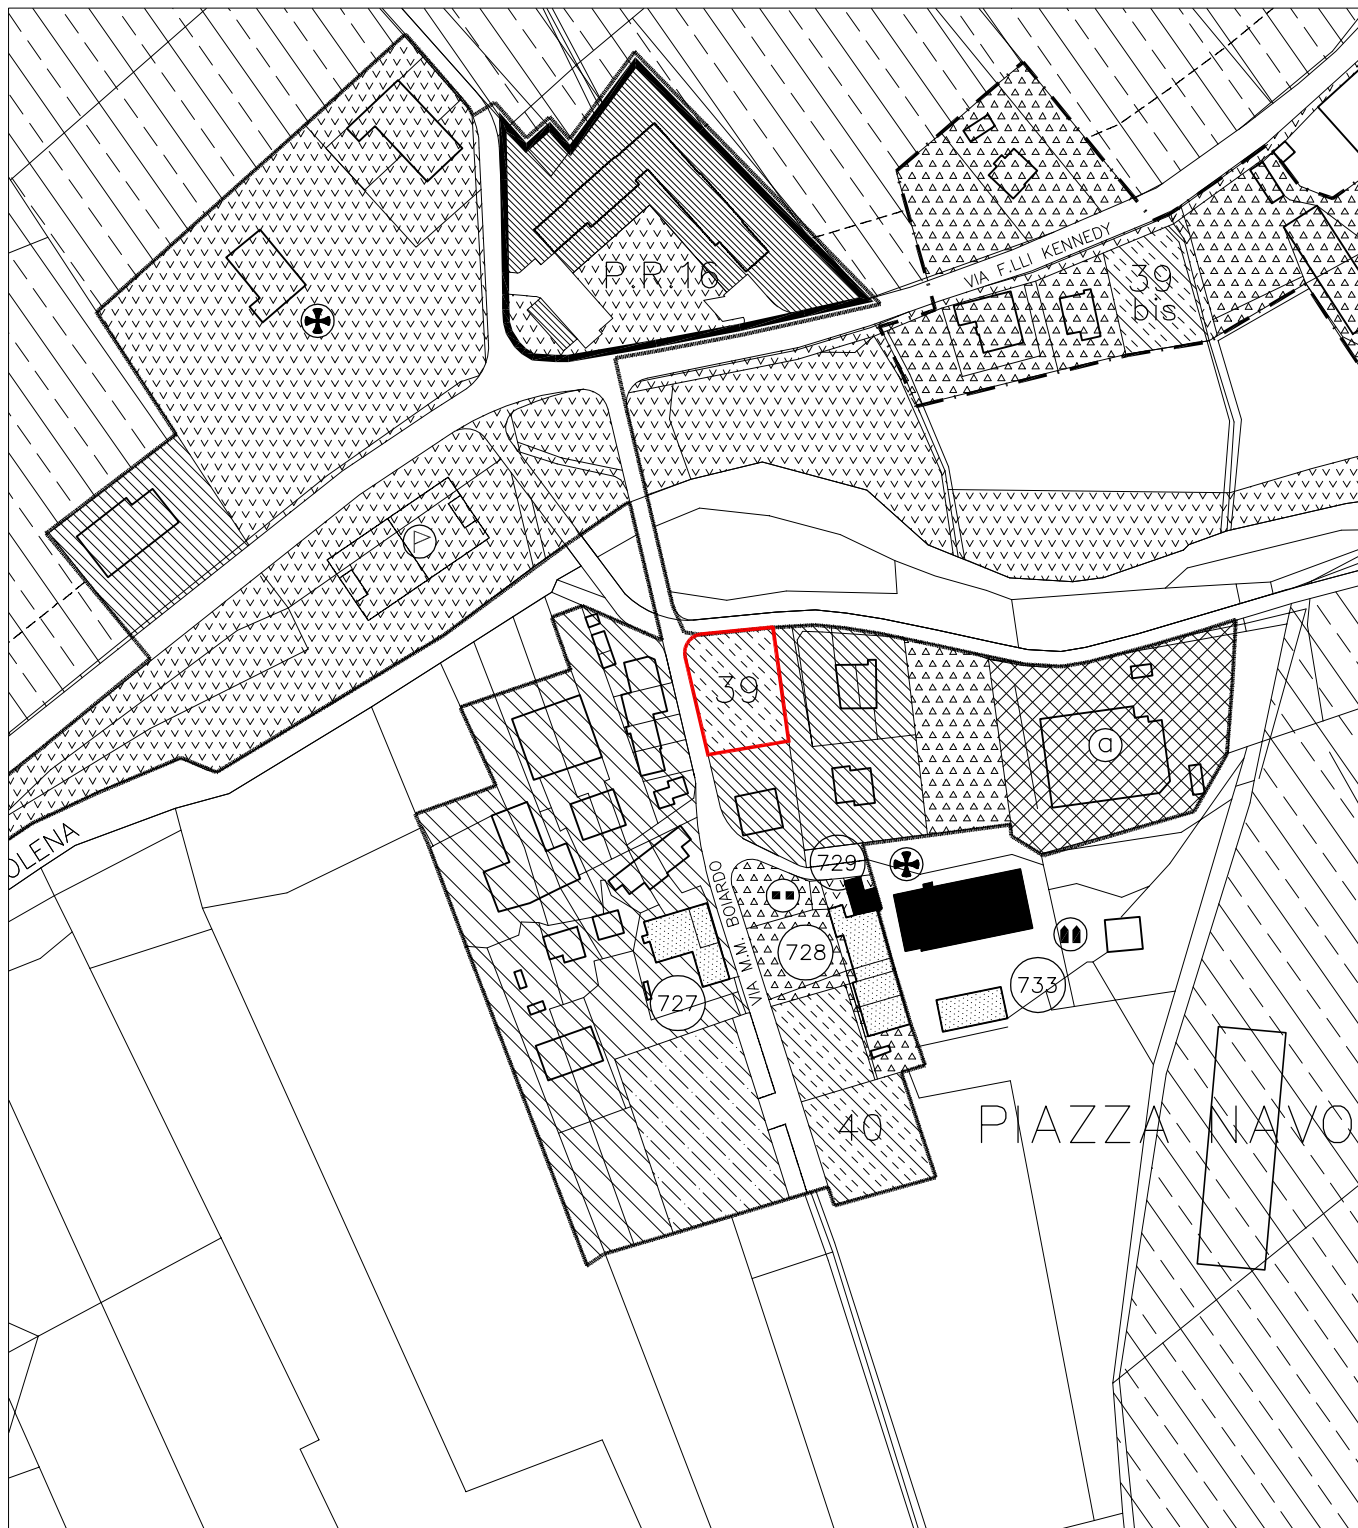 P.R.16
VIA F.LLI KENNEDY
39
bis
39
a
OLENA
729
VIA M.M. BOIARDO
728
733
727
40
PIAZZA NAVO